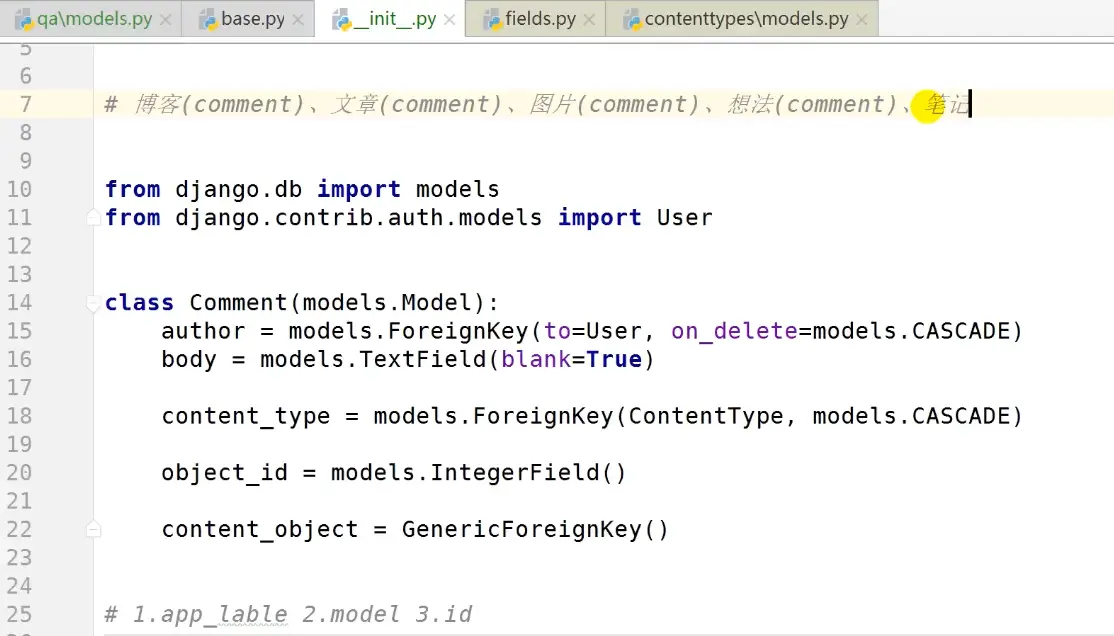 qa\models.py base.py __init__.py fields.py contenttypes\models.py
5
6
7 # 博客(comment)、文章(comment)、图片(comment)、想法(comment)、笔记
8
9
10 from django.db import models
11 from django.contrib.auth.models import User
12
13
14 class Comment(models.Model):
15 author = models.ForeignKey(to=User, on_delete=models.CASCADE)
16 body = models.TextField(blank=True)
17
18 content_type = models.ForeignKey(ContentType, models.CASCADE)
19
20 object_id = models.IntegerField()
21
22 content_object = GenericForeignKey()
23
24
25 # 1.app_lable 2.model 3.id